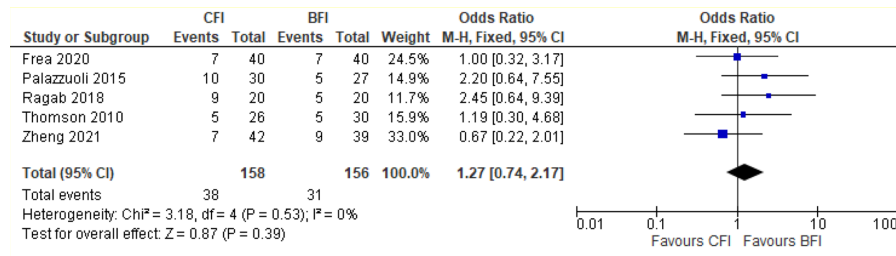 CFI BFI Odds Ratio Odds Ratio
Study or Subgroup Events Total Events Total Weight M-H, Fixed, 95% CI M-H, Fixed, 95% CI
Frea 2020 7 40 7 40 24.5% 1.00 [0.32, 3.17]
Palazzuoli 2015 10 30 5 27 14.9% 2.20 [0.64, 7.55]
Ragab 2018 9 20 5 20 11.7% 2.45 [0.64, 9.39]
Thomson 2010 5 26 5 30 15.9% 1.19 [0.30, 4.68]
Zheng 2021 7 42 9 39 33.0% 0.67 [0.22, 2.01]
Total (95% CI) 158 156 100.0% 1.27 [0.74, 2.17]
Total events 38 31
Heterogeneity: Chi² = 3.18, df = 4 (P = 0.53); I² = 0%
Test for overall effect: Z = 0.87 (P = 0.39)
0.01 0.1 1 10 100
Favours CFI Favours BFI